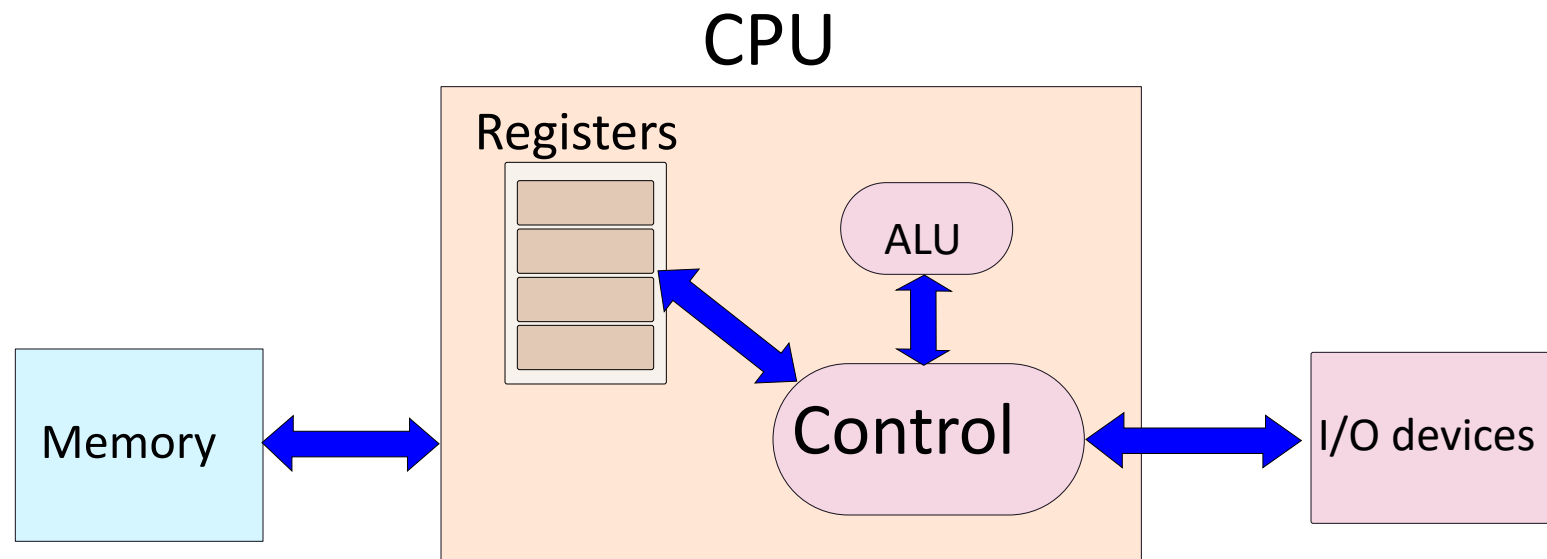 CPU
Registers
ALU
Control
Memory
I/O devices